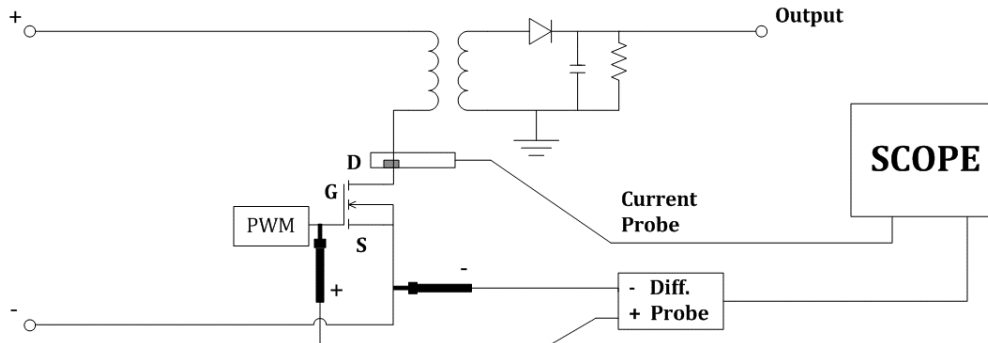 +
Output
D
SCOPE
G
Current
Probe
PWM
S
-
+
- Diff.
+ Probe
-